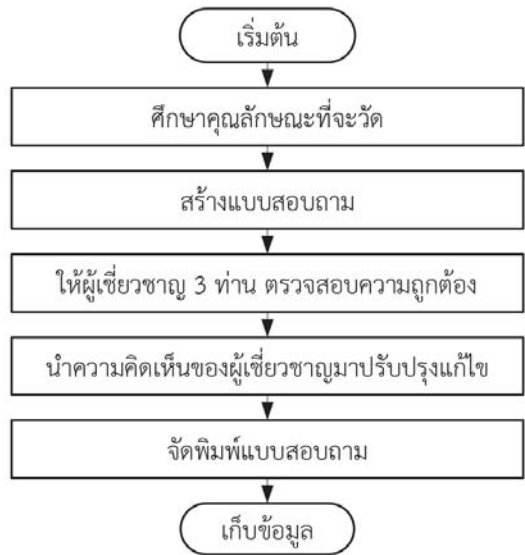 เริ่มต้น
ศึกษาคุณลักษณะที่จะวัด
สร้างแบบสอบถาม
ให้ผู้เชี่ยวชาญ 3 ท่าน ตรวจสอบความถูกต้อง
นำความคิดเห็นของผู้เชี่ยวชาญมาปรับปรุงแก้ไข
จัดพิมพ์แบบสอบถาม
เก็บข้อมูล